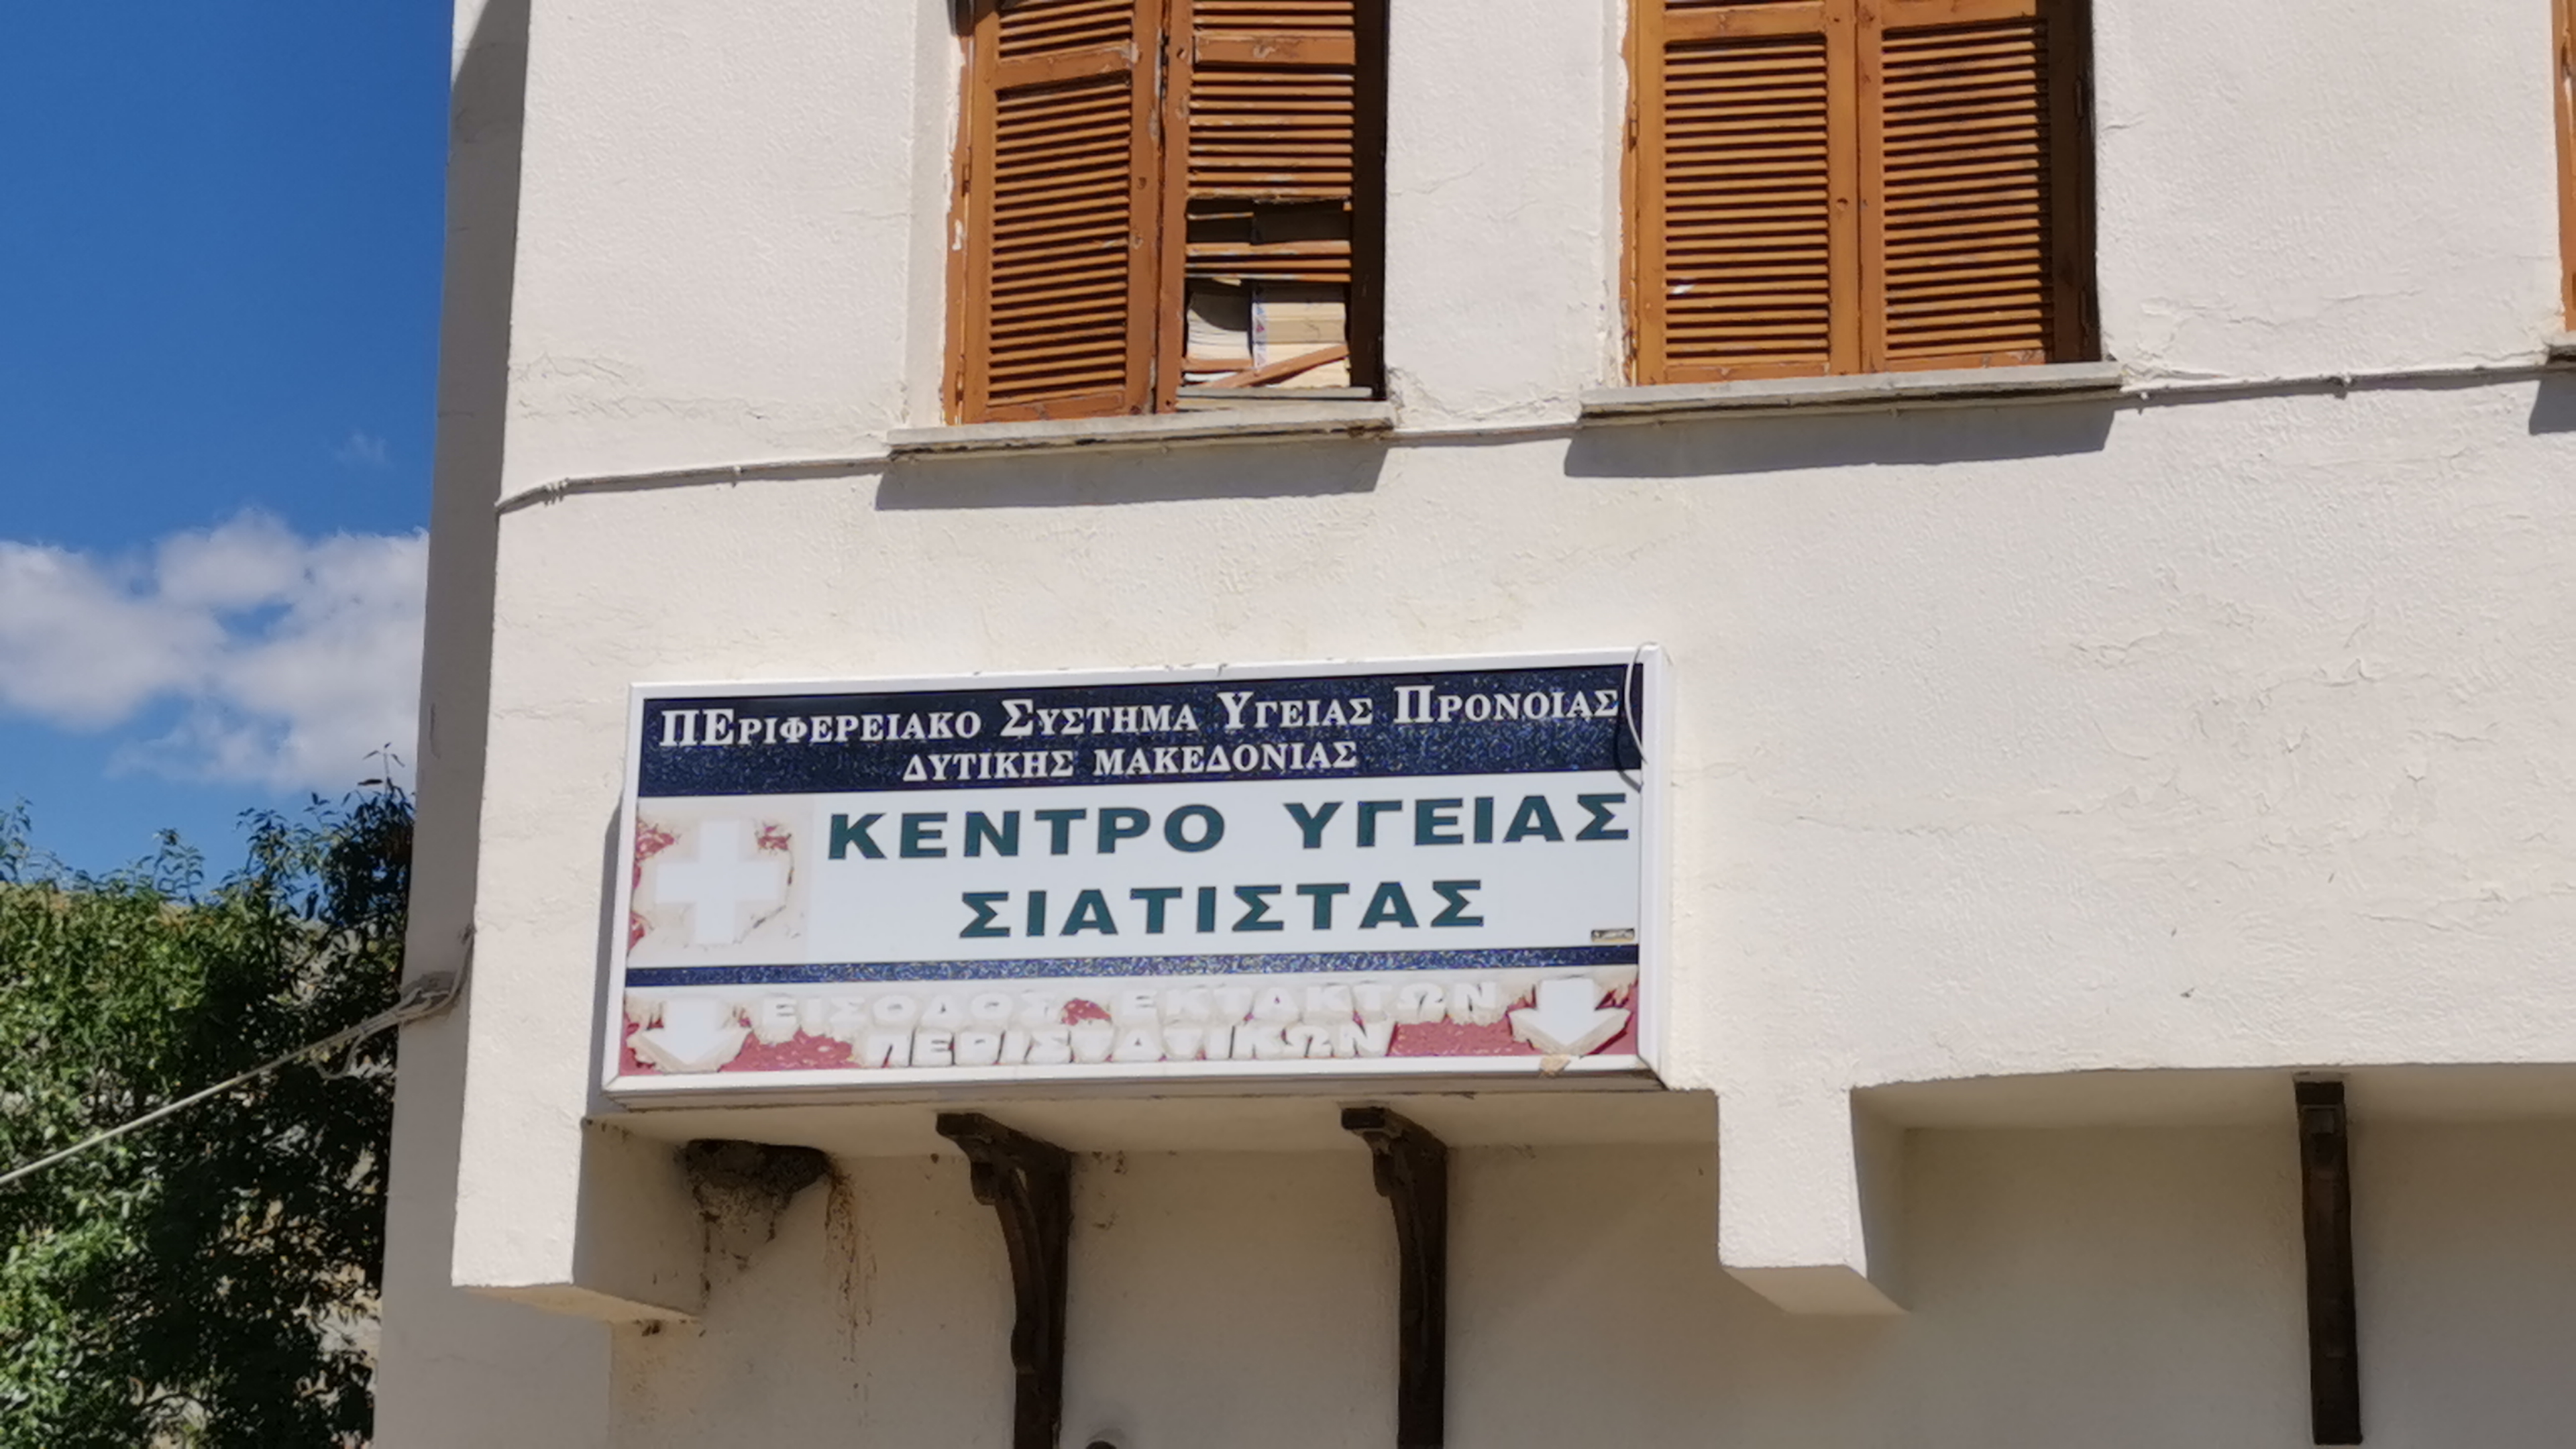 ΠΕΡΙΦΕΡΕΙΑΚΟ ΣΥΣΤΗΜΑ ΥΓΕΙΑΣ ΠΡΟΝΟΙΑΣ
ΔΥΤΙΚΗΣ ΜΑΚΕΔΟΝΙΑΣ
ΚΕΝΤΡΟ ΥΓΕΙΑΣ
ΣΙΑΤΙΣΤΑΣ
ΕΙΣΟΔΟΣ ΕΚΤΑΚΤΩΝ
ΠΕΡΙΣΤΑΤΙΚΩΝ